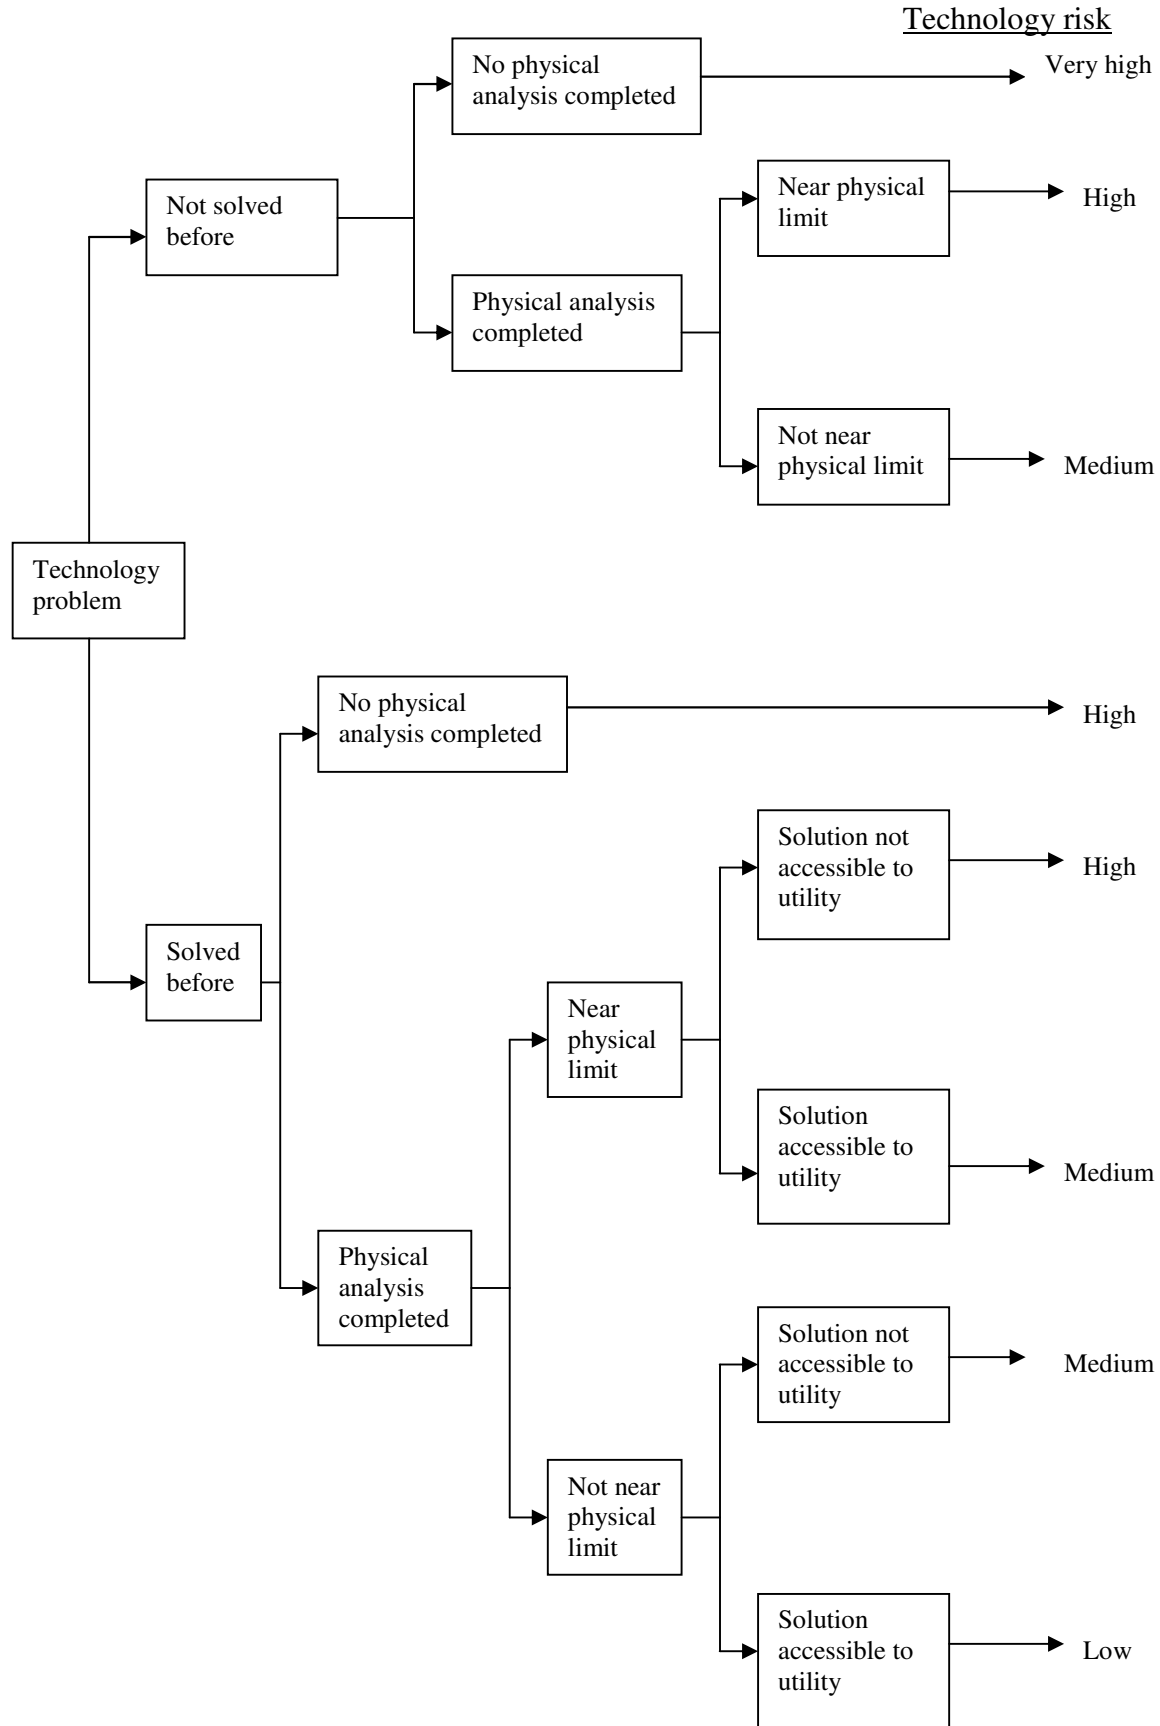 Technology risk
No physical
analysis completed
Very high
Not solved
before
Near physical
limit
High
Physical analysis
completed
Not near
physical limit
Medium
Technology
problem
No physical
analysis completed
High
Solution not
accessible to
utility
High
Solved
before
Near
physical
limit
Solution
accessible to
utility
Medium
Physical
analysis
completed
Solution not
accessible to
utility
Medium
Not near
physical
limit
Solution
accessible to
utility
Low